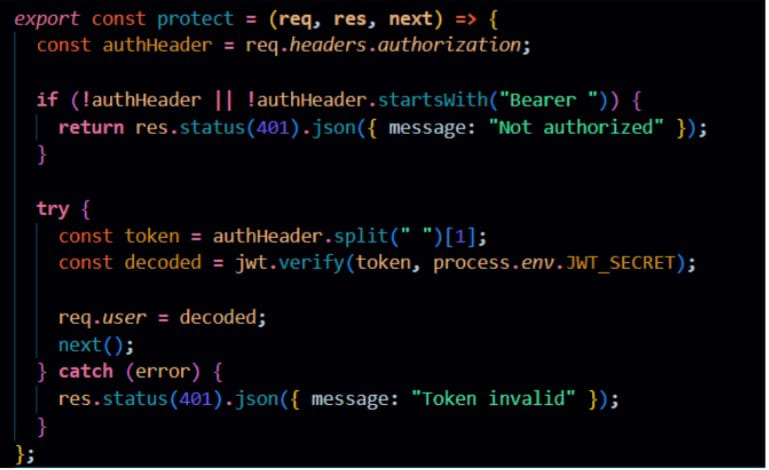 export const protect = (req, res, next) => {
  const authHeader = req.headers.authorization;

  if (!authHeader || !authHeader.startsWith("Bearer ")) {
    return res.status(401).json({ message: "Not authorized" });
  }

  try {
    const token = authHeader.split(" ")[1];
    const decoded = jwt.verify(token, process.env.JWT_SECRET);

    req.user = decoded;
    next();
  } catch (error) {
    res.status(401).json({ message: "Token invalid" });
  }
};